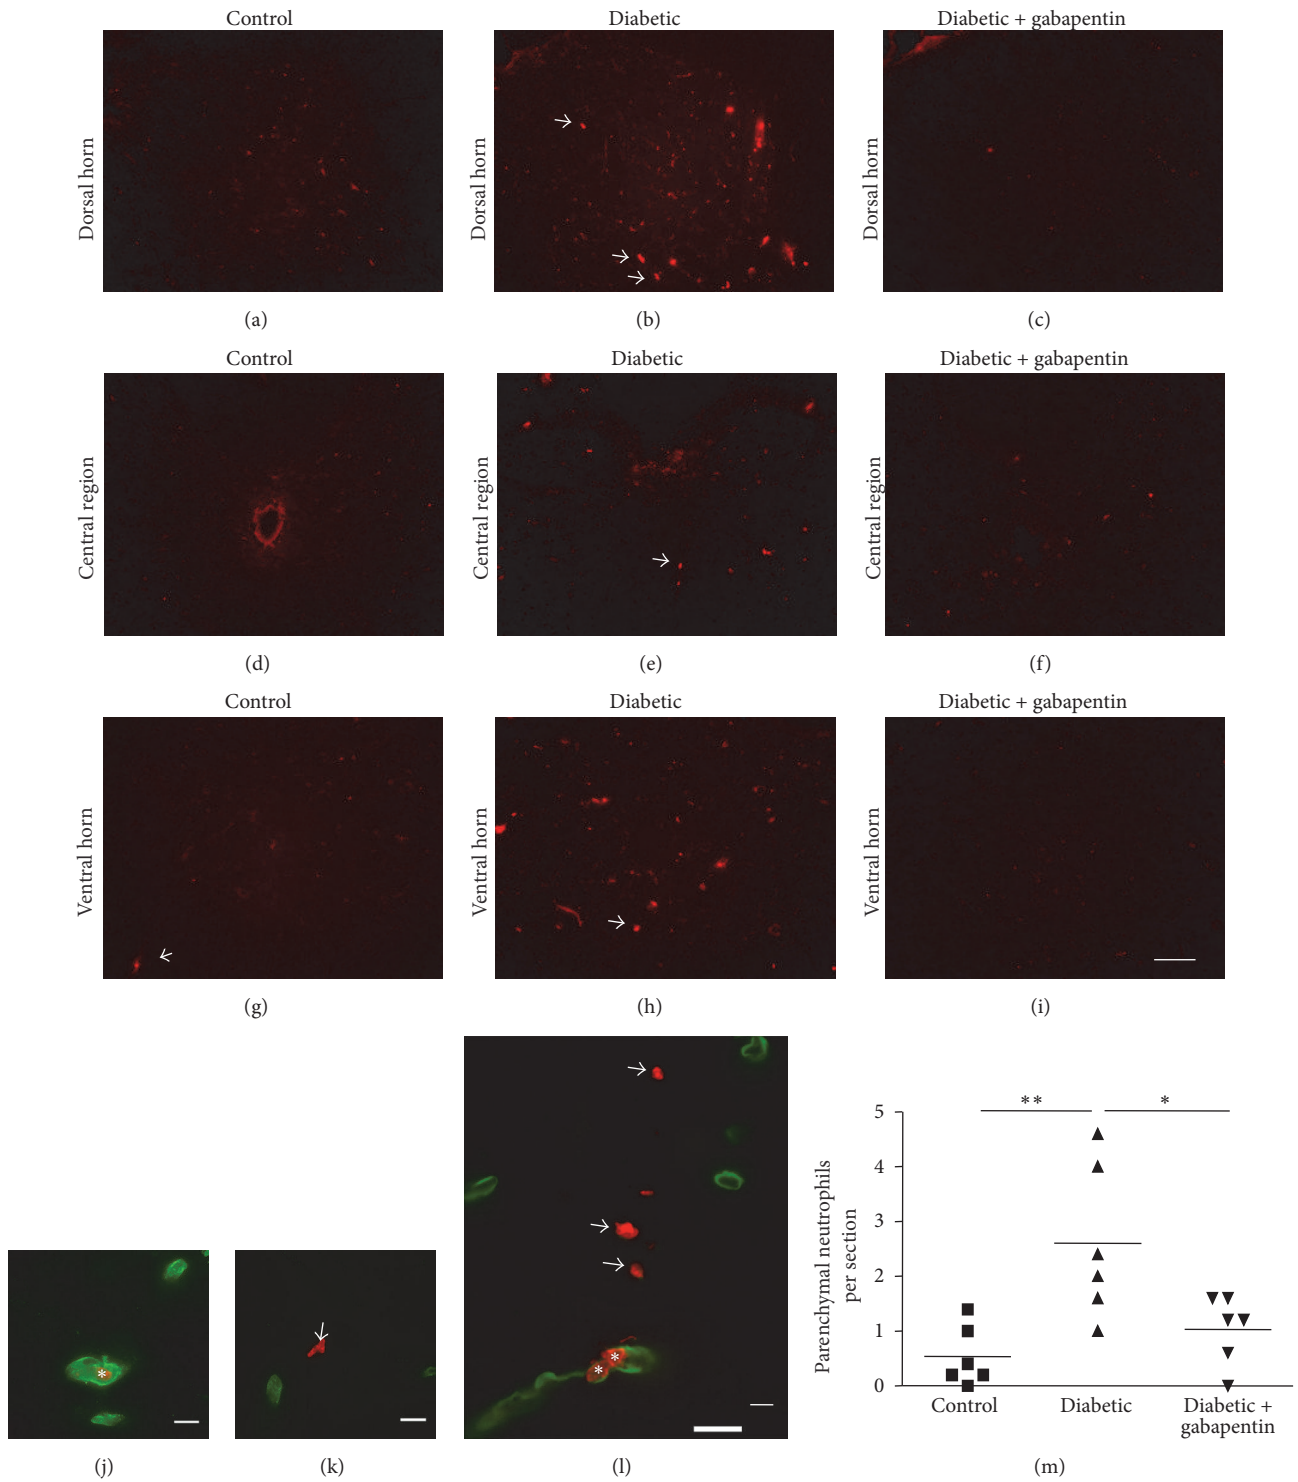 Control
Diabetic
Diabetic + gabapentin
Dorsal horn
Dorsal horn
Dorsal horn
(a)
(b)
(c)
Control
Diabetic
Diabetic + gabapentin
Central region
Central region
Central region
(d)
(e)
(f)
Control
Diabetic
Diabetic + gabapentin
Ventral horn
Ventral horn
Ventral horn
(g)
(h)
(i)
*
(j)
(k)
*
*
(l)
**
*
Parenchymal neutrophils
per section
5
4
3
2
1
0
Control
Diabetic
Diabetic +
gabapentin
(m)